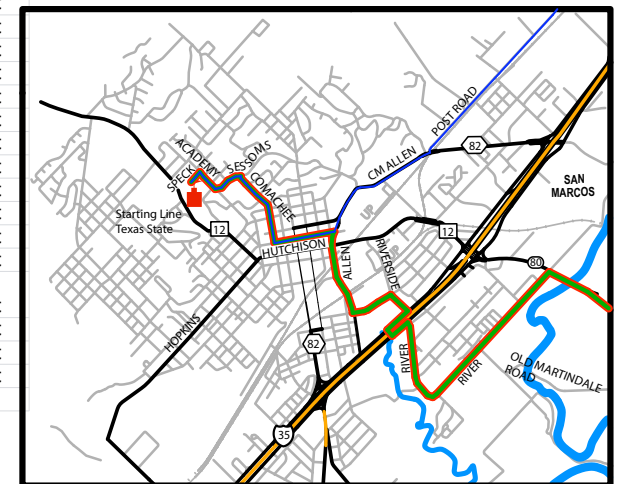 POST ROAD
82
CM ALLEN
ACADEMY
SESSOMS
SPECK
COMACHEE
SAN
MARCOS
Starting Line
Texas State
12
12
HUTCHISON
ALLEN
RIVERSIDE
80
HOPKINS
82
RIVER
RIVER
OLD MARTINDALE
ROAD
35